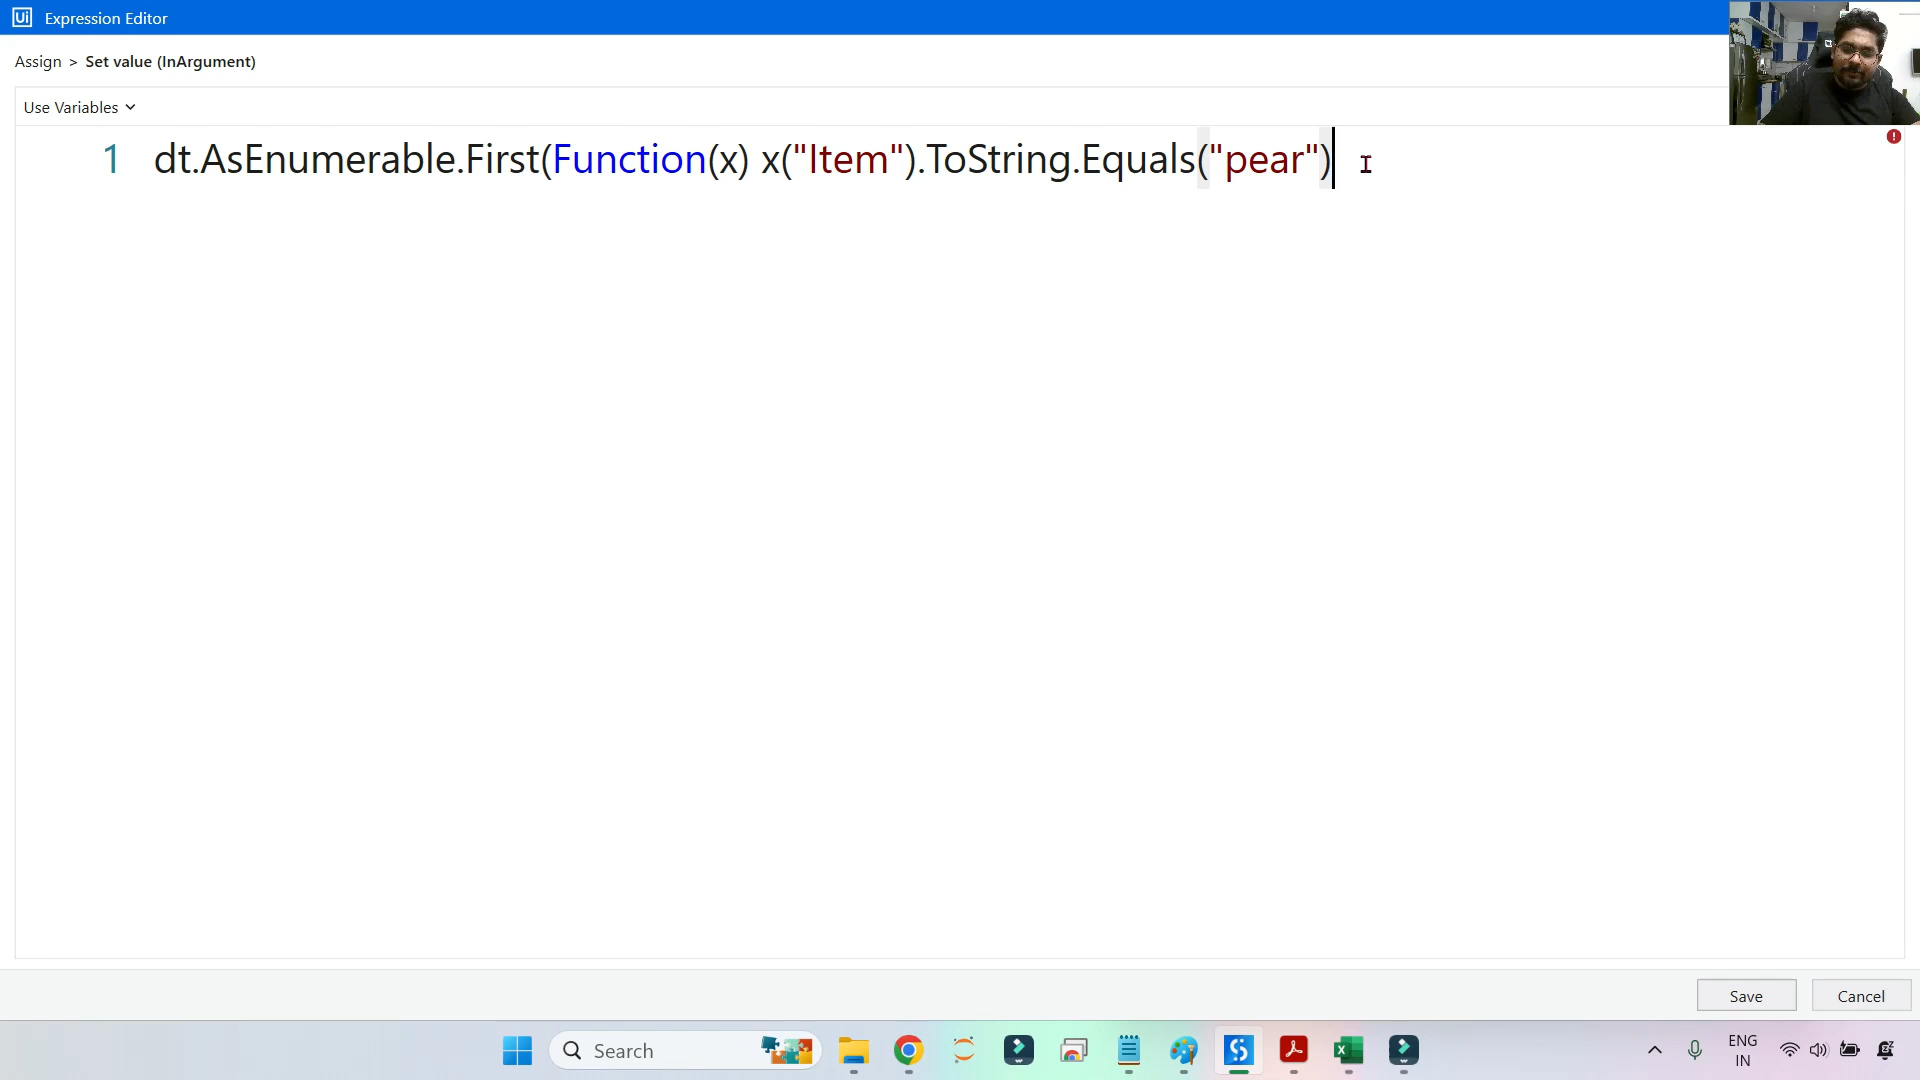 Ui Expression Editor
Assign > Set value (InArgument)
Use Variables
1 dt.AsEnumerable.First(Function(x) x("Item").ToString.Equals("pear")
Save Cancel
Search
ENG
IN